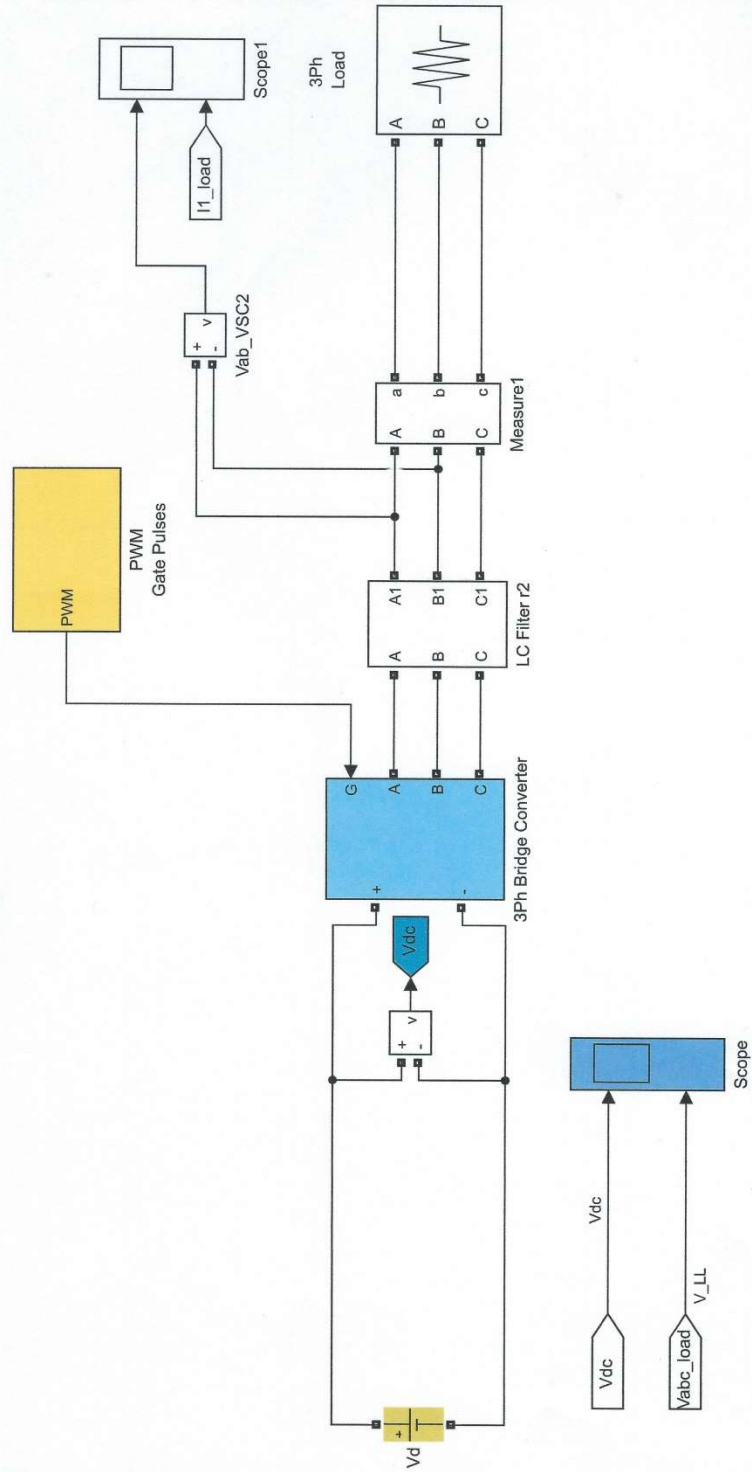 PWM
PWM
Gate Pulses
+
-
v
Vab_VSC2
I1_load
Scope1
Vd
+
+
-
v
Vdc
+
-
G
A
B
C
3Ph Bridge Converter
A
B
C
A1
B1
C1
LC Filter r2
A
B
C
a
b
c
Measure1
A
B
C
3Ph
Load
Vdc
Vdc
Vabc_load
V_LL
Scope